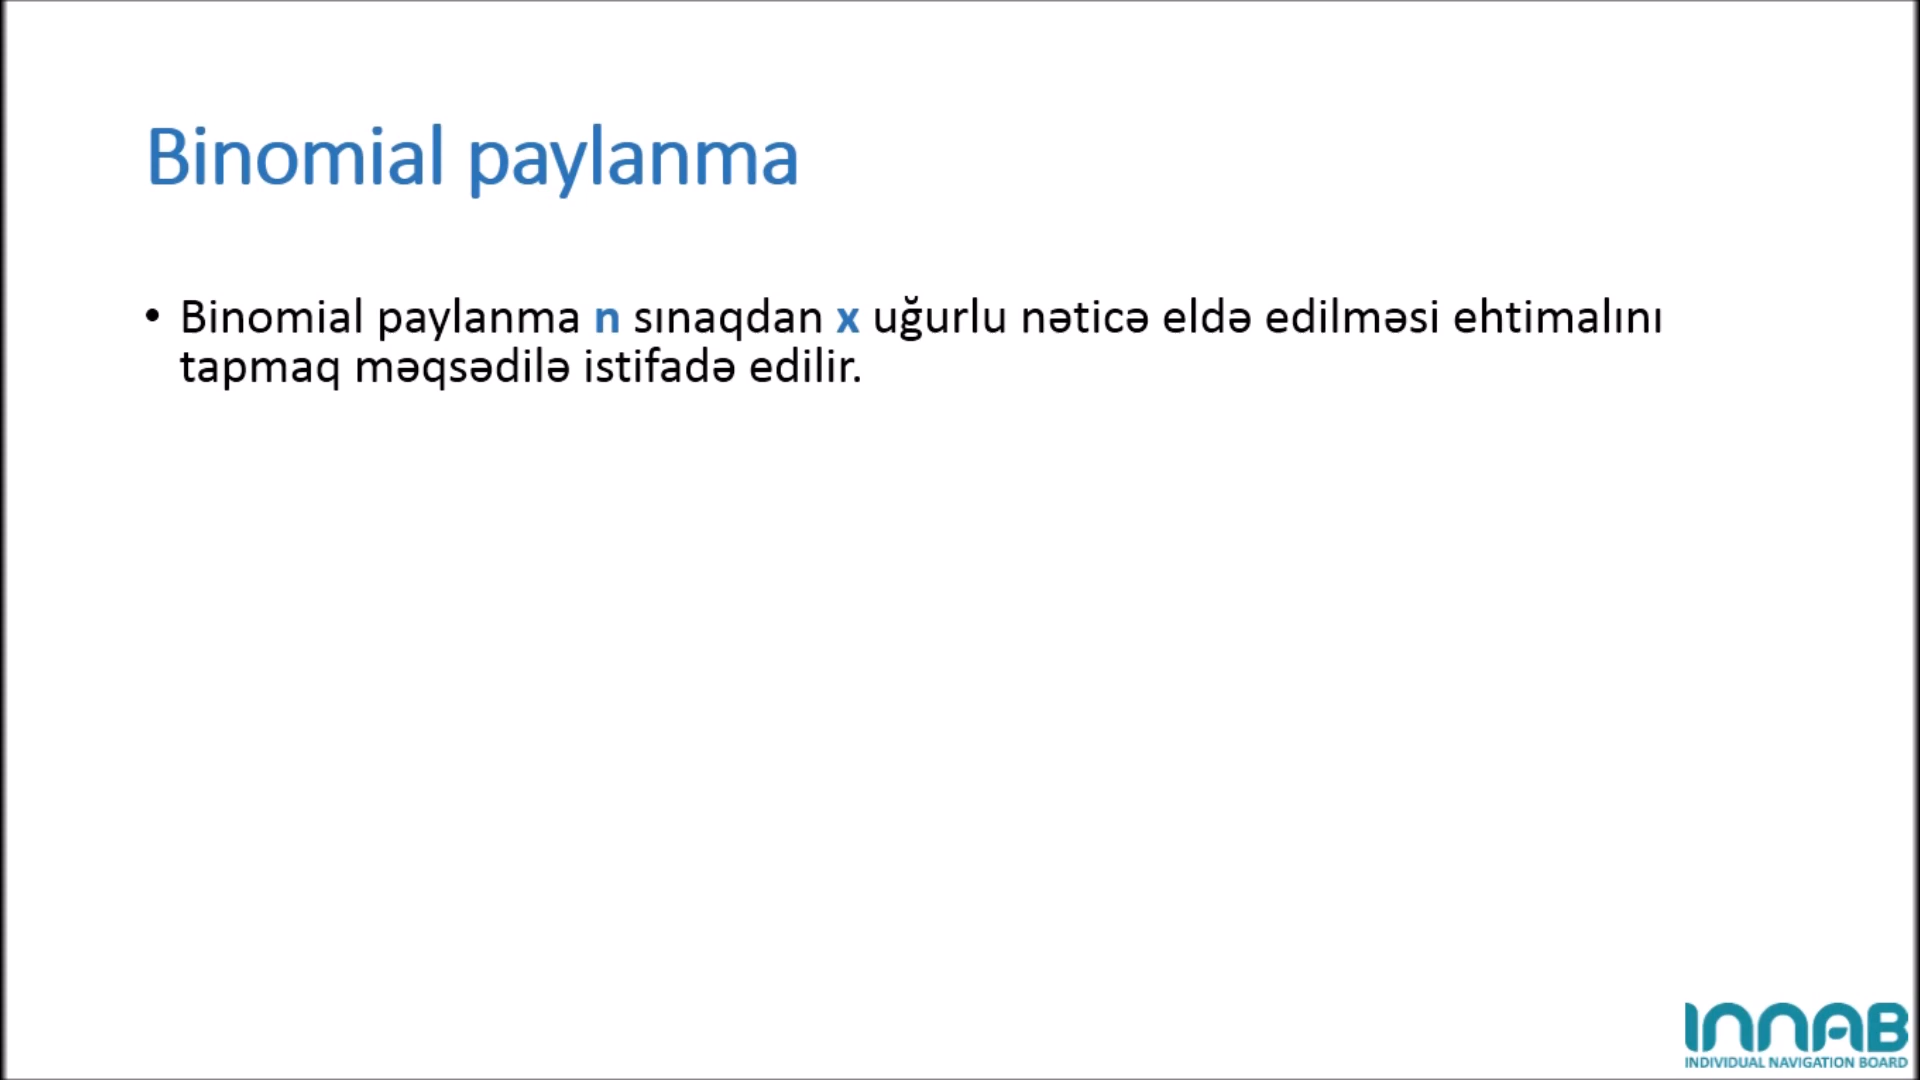 Binomial paylanma
• Binomial paylanma n sınaqdan x uğurlu nəticə eldə edilməsi ehtimalını
tapmaq məqsədilə istifadə edilir.
INNAB
INDIVIDUAL NAVIGATION BOARD